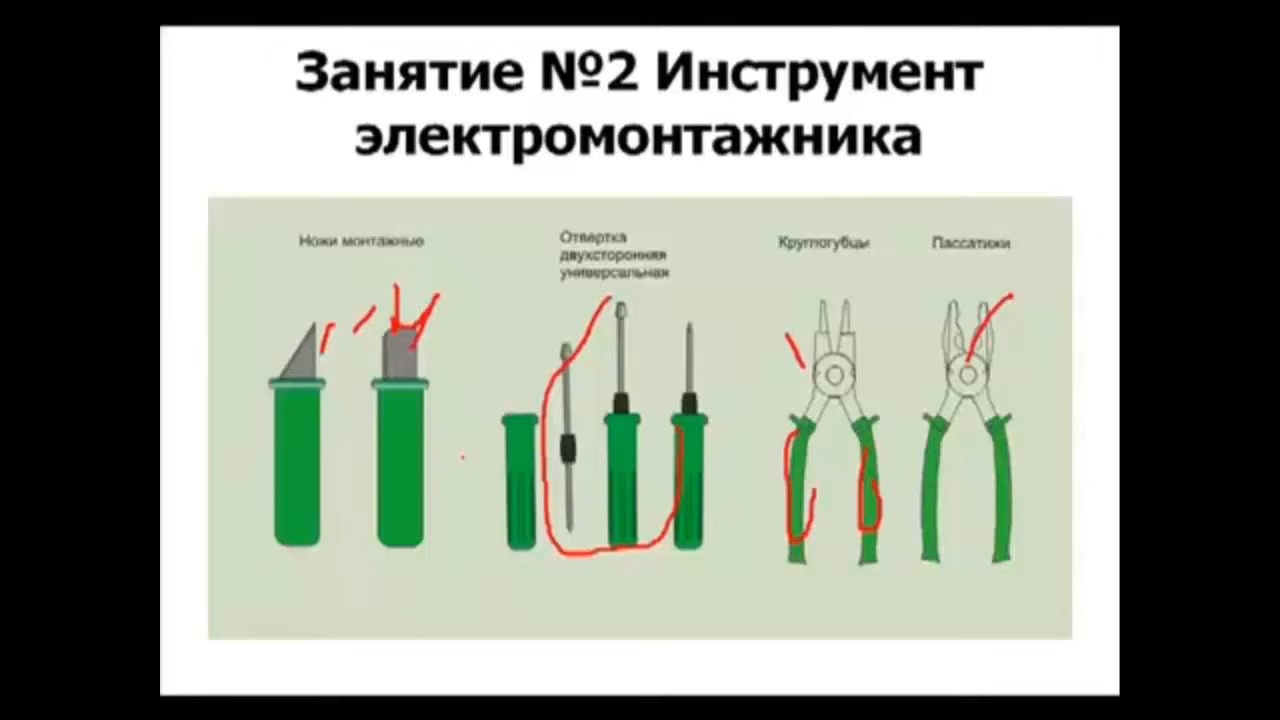 Занятие №2 Инструмент
электромонтажника
Ножи монтажные
Отвертка
двухсторонняя
универсальная
Круглогубцы
Пассатижи